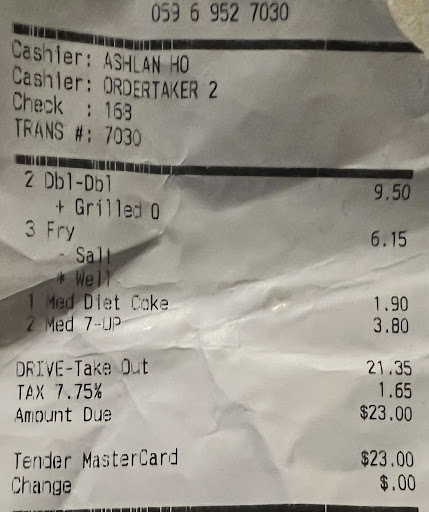 059 6 952 7030
Cashier: ASHLAN HO
Cashier: ORDERTAKER 2
Check : 168
TRANS #: 7030
2 Dbl-Dbl 9.50
+ Grilled O
3 Fry 6.15
- Salt
* Well
1 Med Diet Coke 1.90
2 Med 7-UP 3.80
DRIVE-Take Out 21.35
TAX 7.75% 1.65
Amount Due $23.00
Tender MasterCard $23.00
Change $.00